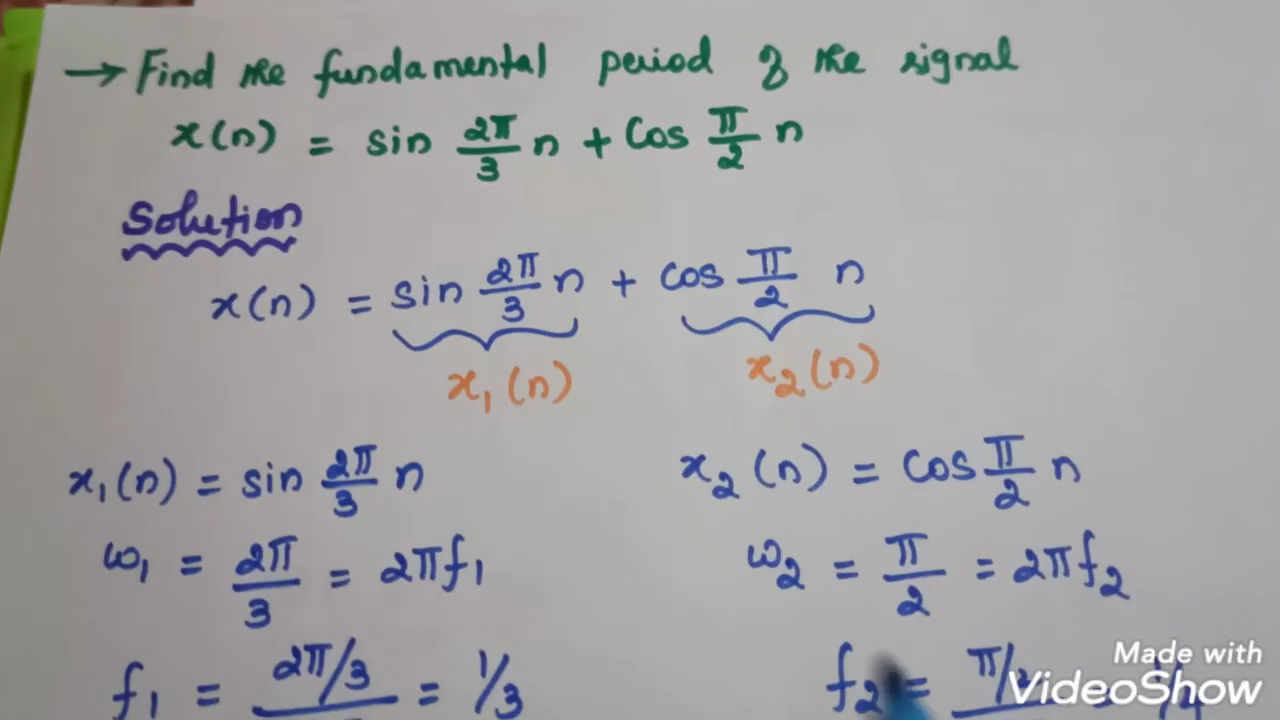 → Find the fundamental period of the signal
x(n) = sin 2π/3 n + cos π/2 n
Solution
x(n) = sin 2π/3 n + cos π/2 n
x₁(n) x₂(n)
x₁(n) = sin 2π/3 n x₂(n) = cos π/2 n
ω₁ = 2π/3 = 2πf₁ ω₂ = π/2 = 2πf₂
f₁ = 2π/3 = 1/3 f₂ = π/
Made with
VideoShow